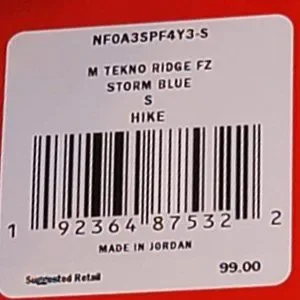 NF0A3SPF4Y3-S
M TEKNO RIDGE FZ
STORM BLUE
S
HIKE
1 92364 87532 2
MADE IN JORDAN
Suggested Retail 99.00